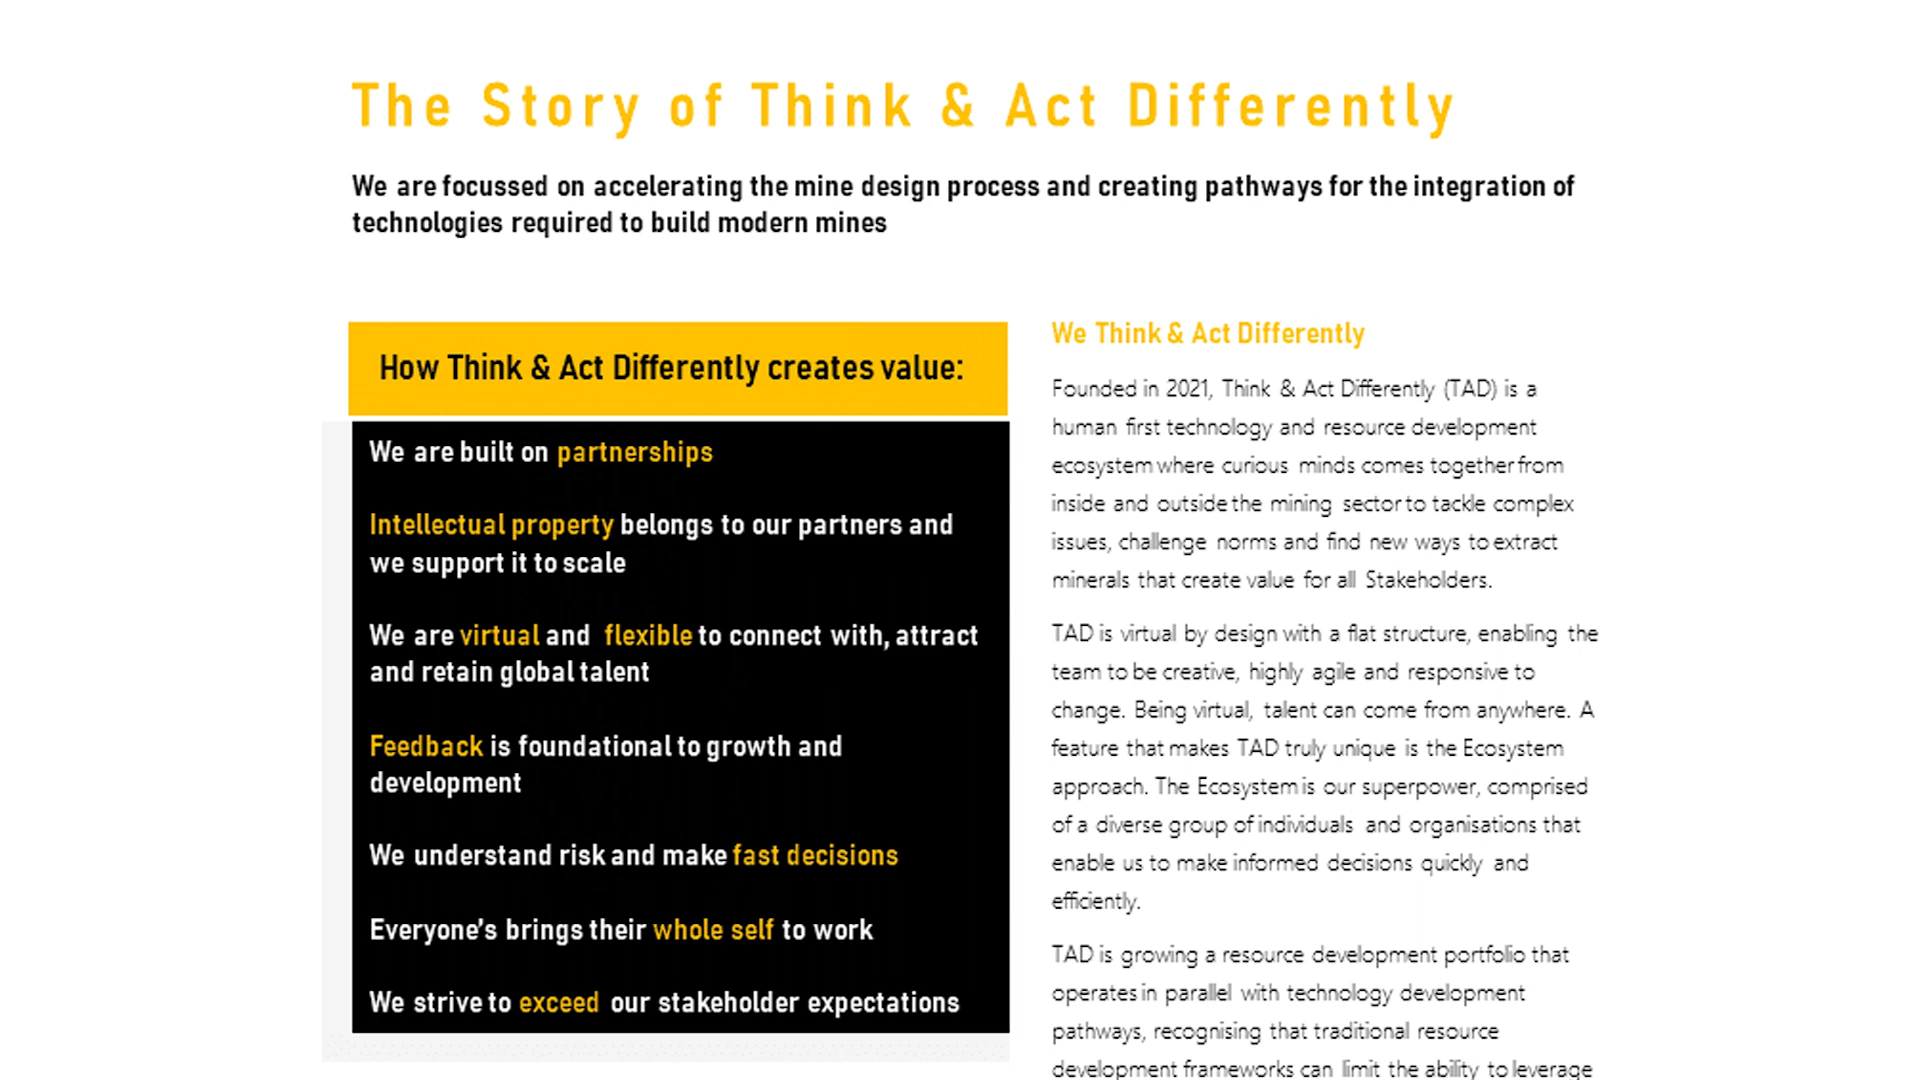 The Story of Think & Act Differently
We are focussed on accelerating the mine design process and creating pathways for the integration of
technologies required to build modern mines
How Think & Act Differently creates value:
We are built on partnerships
Intellectual property belongs to our partners and
we support it to scale
We are virtual and flexible to connect with, attract
and retain global talent
Feedback is foundational to growth and
development
We understand risk and make fast decisions
Everyone's brings their whole self to work
We strive to exceed our stakeholder expectations
We Think & Act Differently
Founded in 2021, Think & Act Differently (TAD) is a
human first technology and resource development
ecosystem where curious minds comes together from
inside and outside the mining sector to tackle complex
issues, challenge norms and find new ways to extract
minerals that create value for all Stakeholders.
TAD is virtual by design with a flat structure, enabling the
team to be creative, highly agile and responsive to
change. Being virtual, talent can come from anywhere. A
feature that makes TAD truly unique is the Ecosystem
approach. The Ecosystem is our superpower, comprised
of a diverse group of individuals and organisations that
enable us to make informed decisions quickly and
efficiently.
TAD is growing a resource development portfolio that
operates in parallel with technology development
pathways, recognising that traditional resource
development frameworks can limit the ability to leverage